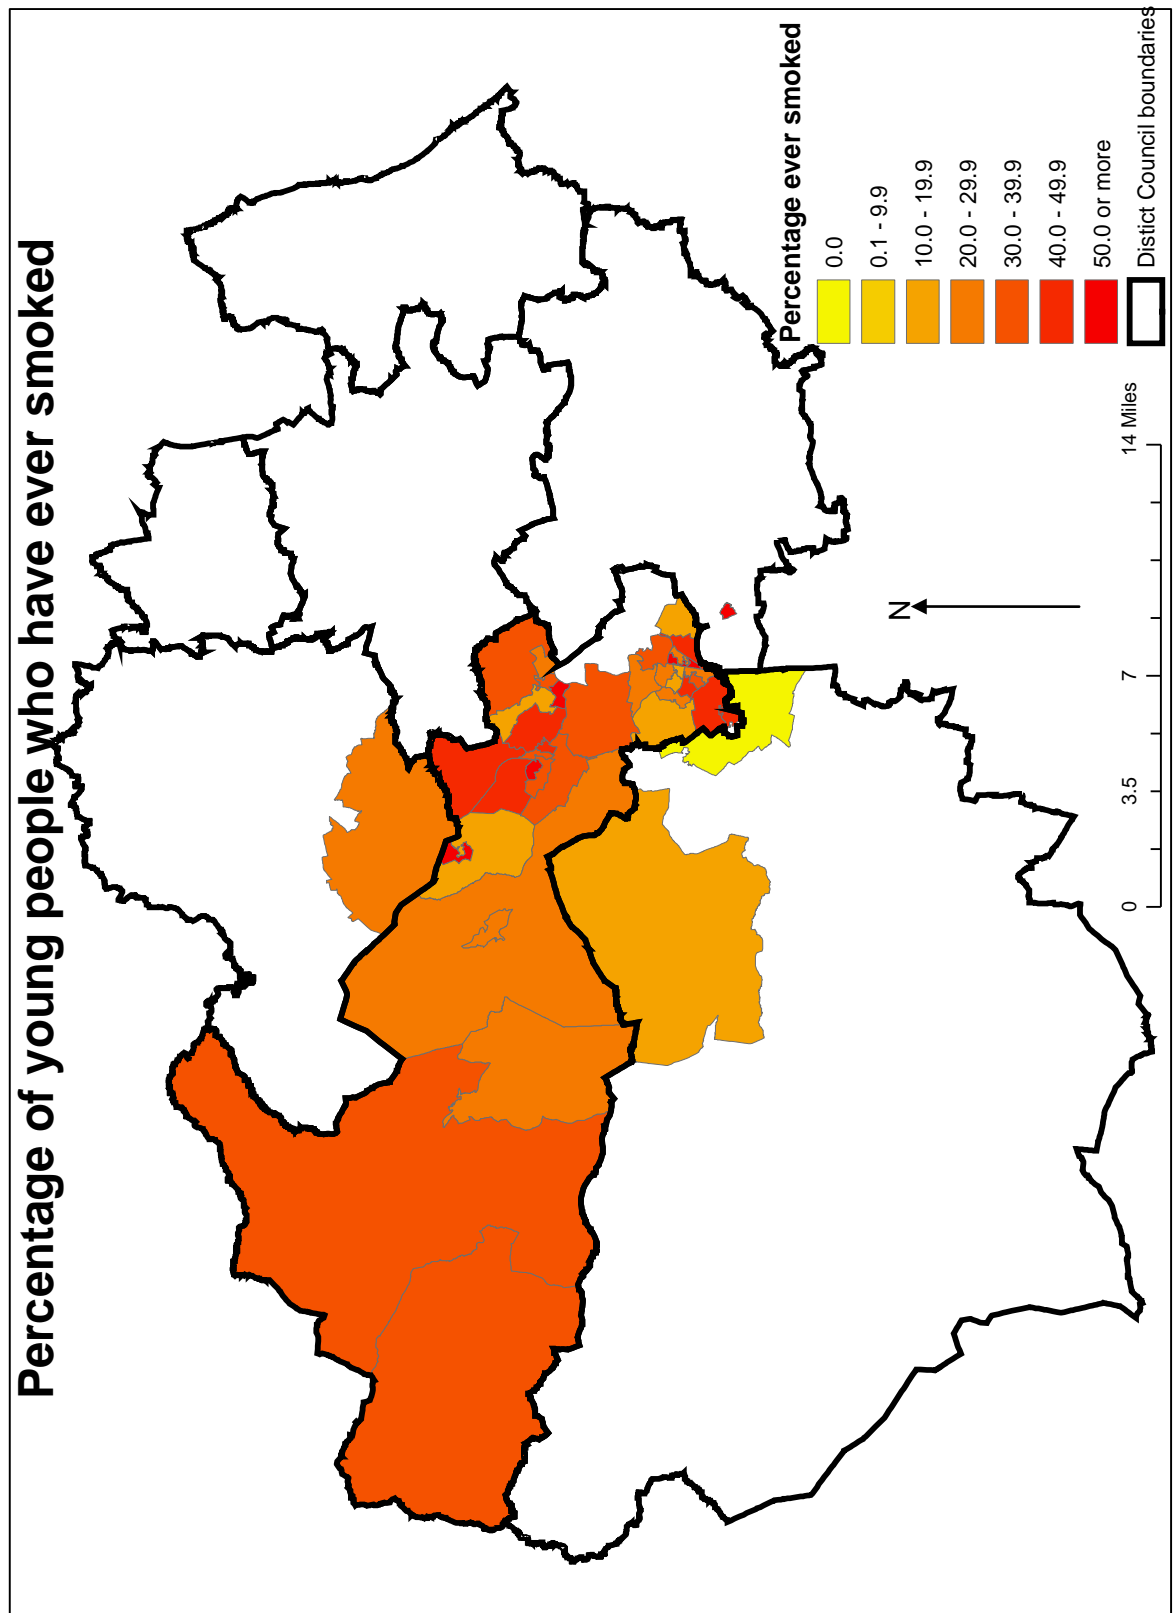 Percentage of young people who have ever smoked
Percentage ever smoked
0.0
0.1 - 9.9
10.0 - 19.9
20.0 - 29.9
30.0 - 39.9
40.0 - 49.9
50.0 or more
Distict Council boundaries
N
0 3.5 7 14 Miles